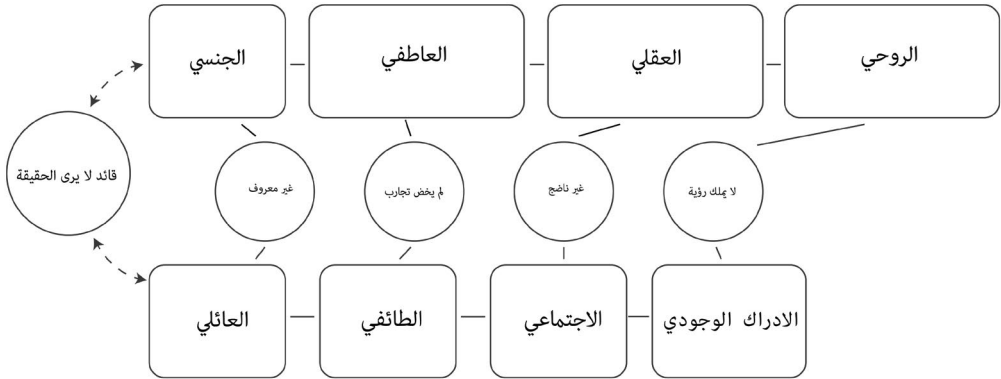 الجنسي
العاطفي
العقلي
الروحي
قائد لا يرى الحقيقة
غير معروف
لم يخض تجارب
غير ناضج
لا يملك رؤية
العائلي
الطائفي
الاجتماعي
الادراك الوجودي